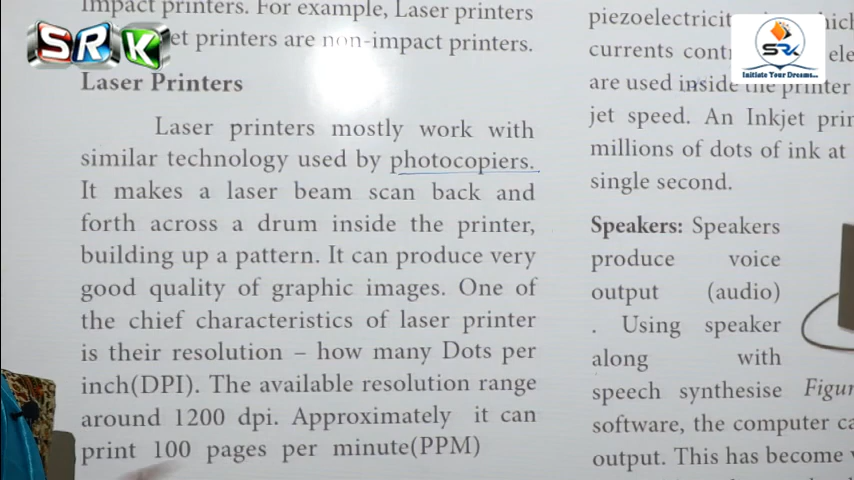 impact printers. For example, Laser printers
SRK
et printers are non-impact printers.
Laser Printers
Laser printers mostly work with
similar technology used by photocopiers.
It makes a laser beam scan back and
forth across a drum inside the printer,
building up a pattern. It can produce very
good quality of graphic images. One of
the chief characteristics of laser printer
is their resolution – how many Dots per
inch(DPI). The available resolution range
around 1200 dpi. Approximately it can
print 100 pages per minute(PPM)
SRK
Initiate Your Dreams...
currents
are used inside the printer
jet speed. An Inkjet
millions of dots of ink at
single second.
Speakers: Speakers
produce voice
output (audio)
. Using speaker
along with
speech synthesise
software, the computer
output. This has become